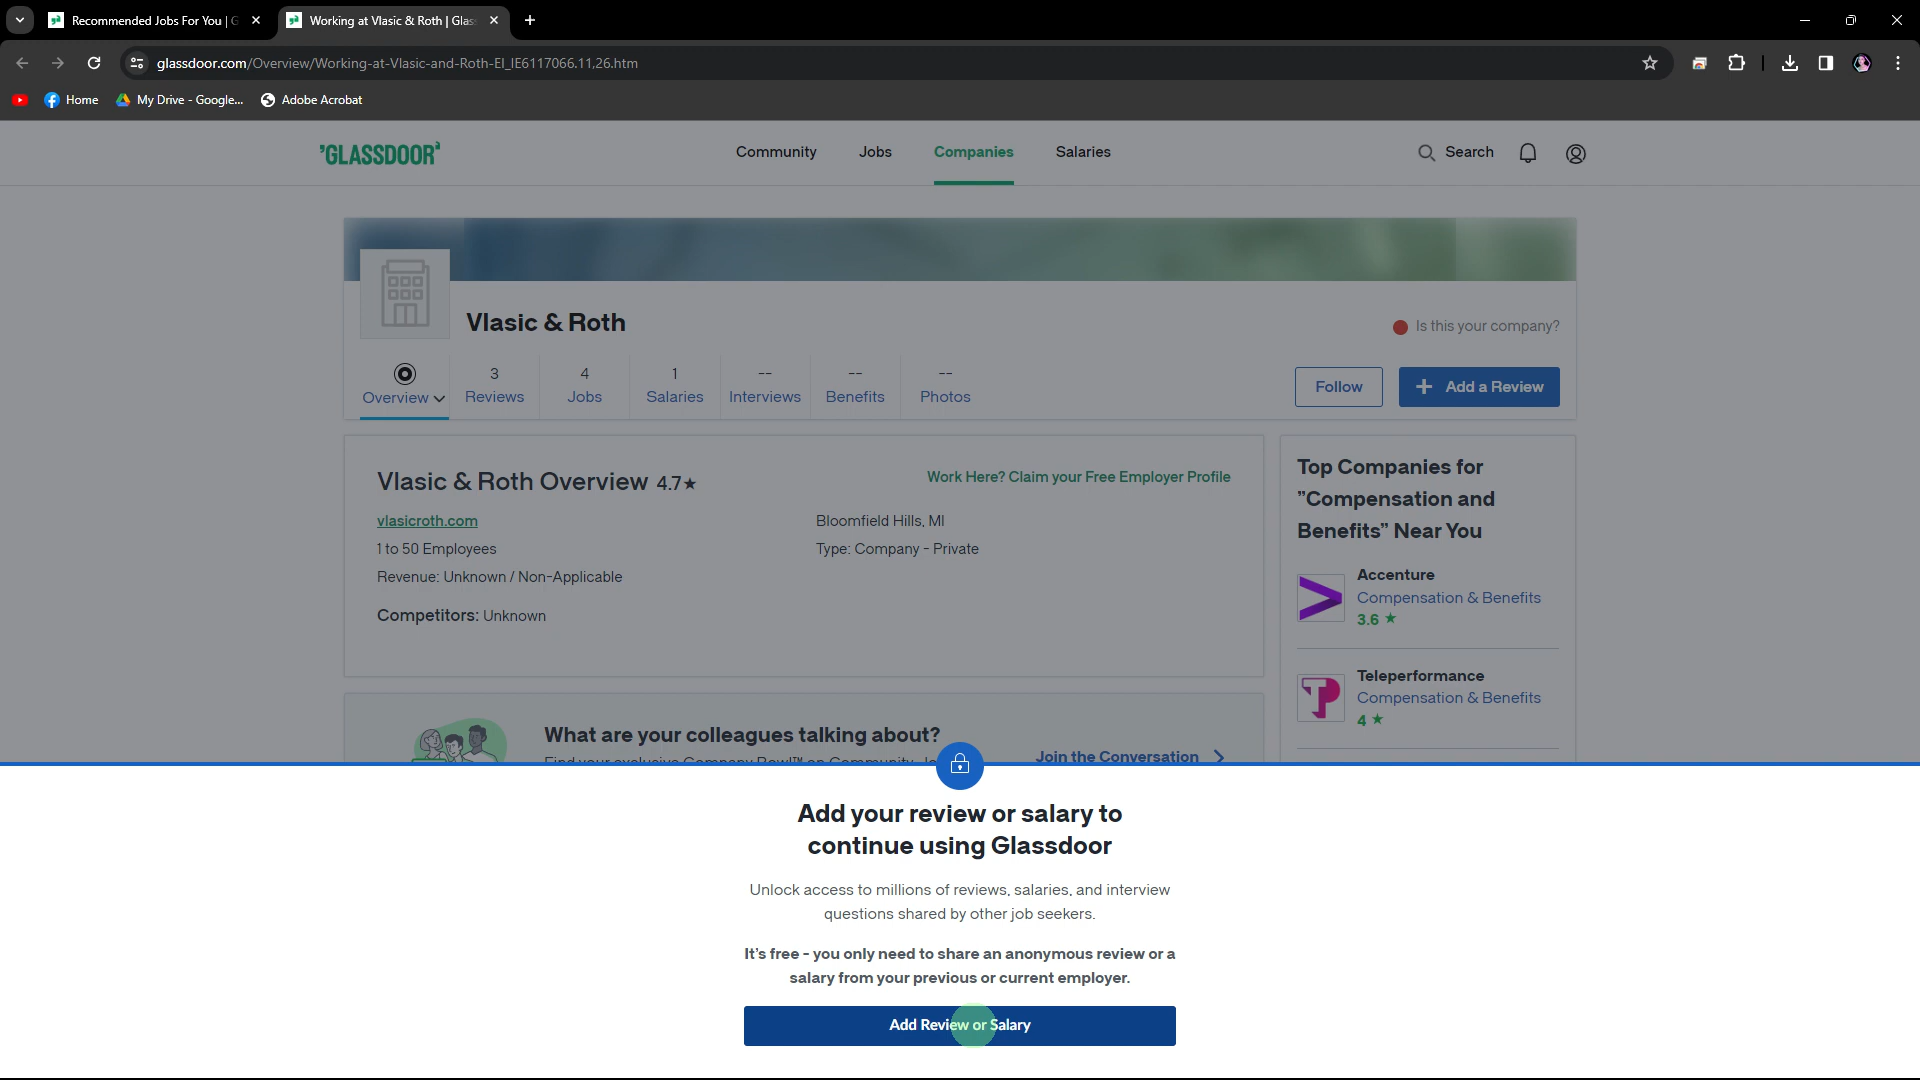 Recommended Jobs For You | G
Working at Vlasic & Roth | Glas
glassdoor.com/Overview/Working-at-Vlasic-and-Roth-EI_IE6117066.11,26.htm
Home
My Drive - Google...
Adobe Acrobat
"GLASSDOOR"
Community
Jobs
Companies
Salaries
Search
Vlasic & Roth
Is this your company?
Overview
3
Reviews
4
Jobs
1
Salaries
--
Interviews
--
Benefits
--
Photos
Follow
+ Add a Review
Vlasic & Roth Overview 4.7★
Work Here? Claim your Free Employer Profile
vlasicroth.com
Bloomfield Hills, MI
1 to 50 Employees
Type: Company - Private
Revenue: Unknown / Non-Applicable
Competitors: Unknown
Top Companies for
"Compensation and
Benefits" Near You
Accenture
Compensation & Benefits
3.6 ★
Teleperformance
Compensation & Benefits
4 ★
What are your colleagues talking about?
Join the Conversation
Add your review or salary to
continue using Glassdoor
Unlock access to millions of reviews, salaries, and interview
questions shared by other job seekers.
It's free - you only need to share an anonymous review or a
salary from your previous or current employer.
Add Review or Salary